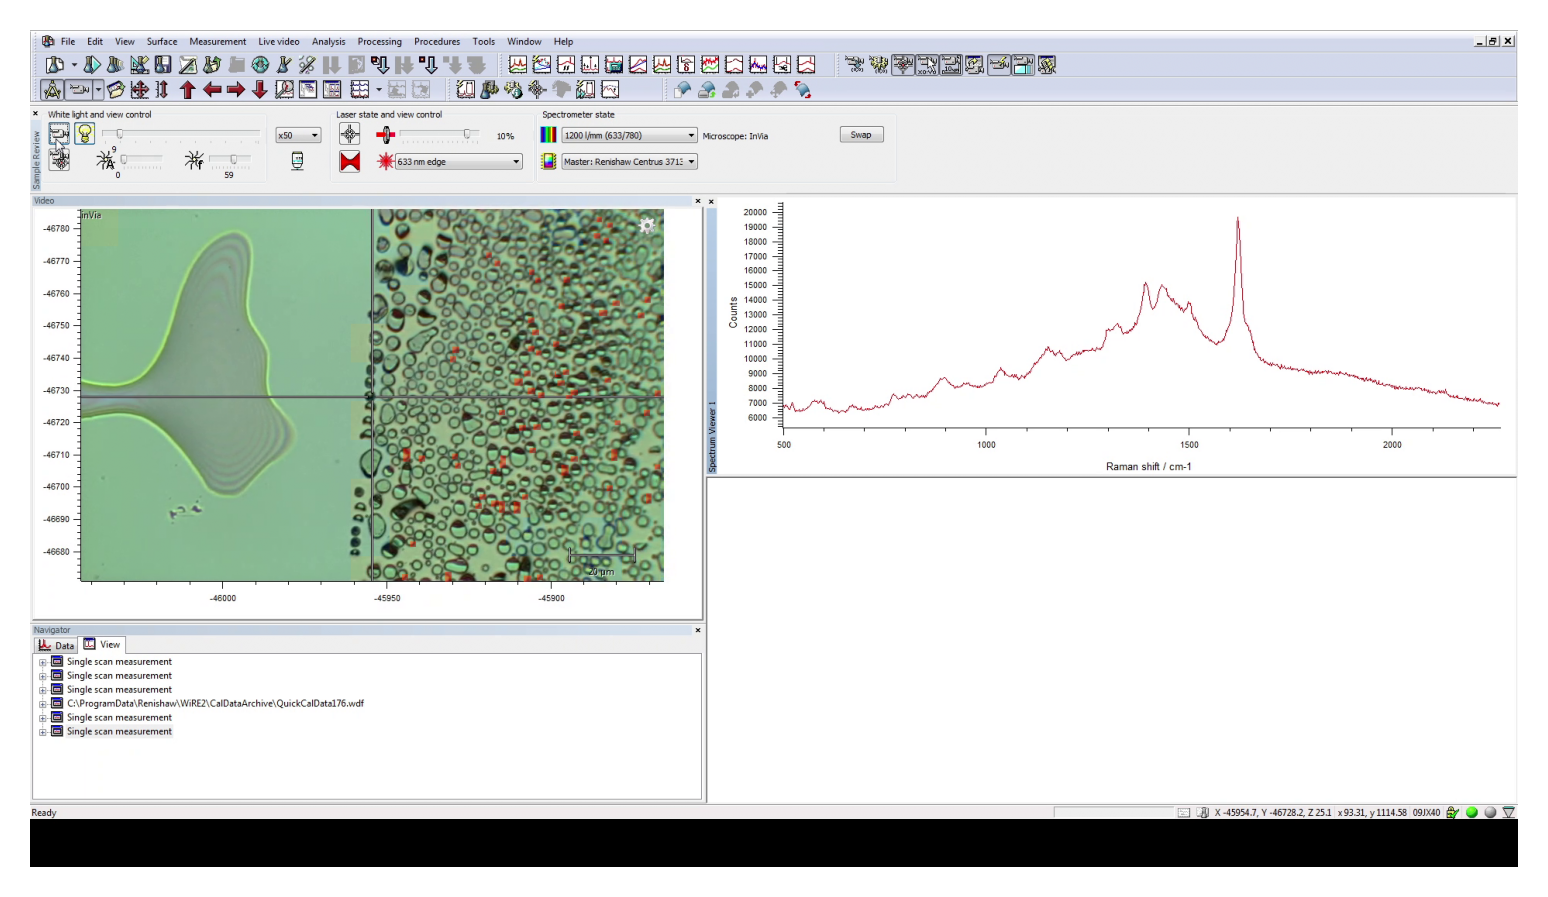 File Edit View Surface Measurement Live video Analysis Processing Procedures Tools Window Help
White light and view control
Laser state and view control
Spectrometer state
x50
10%
1200 l/mm (633/780)
Microscope: InVia
Swap
9
0
59
633 nm edge
Master: Renishaw Centrus 3713
Sample Review
Video
inVia
-46780
-46770
-46760
-46750
-46740
-46730
-46720
-46710
-46700
-46690
-46680
20 µm
-46000
-45950
-45900
Spectrum Viewer 1
Counts
20000
19000
18000
17000
16000
15000
14000
13000
12000
11000
10000
9000
8000
7000
6000
500
1000
1500
2000
Raman shift / cm-1
Navigator
Data View
Single scan measurement
Single scan measurement
Single scan measurement
C:\ProgramData\Renishaw\WiRE2\CalDataArchive\QuickCalData176.wdf
Single scan measurement
Single scan measurement
Ready
X -45954.7, Y -46728.2, Z 25.1 x 93.31, y 1114.58 09JX40